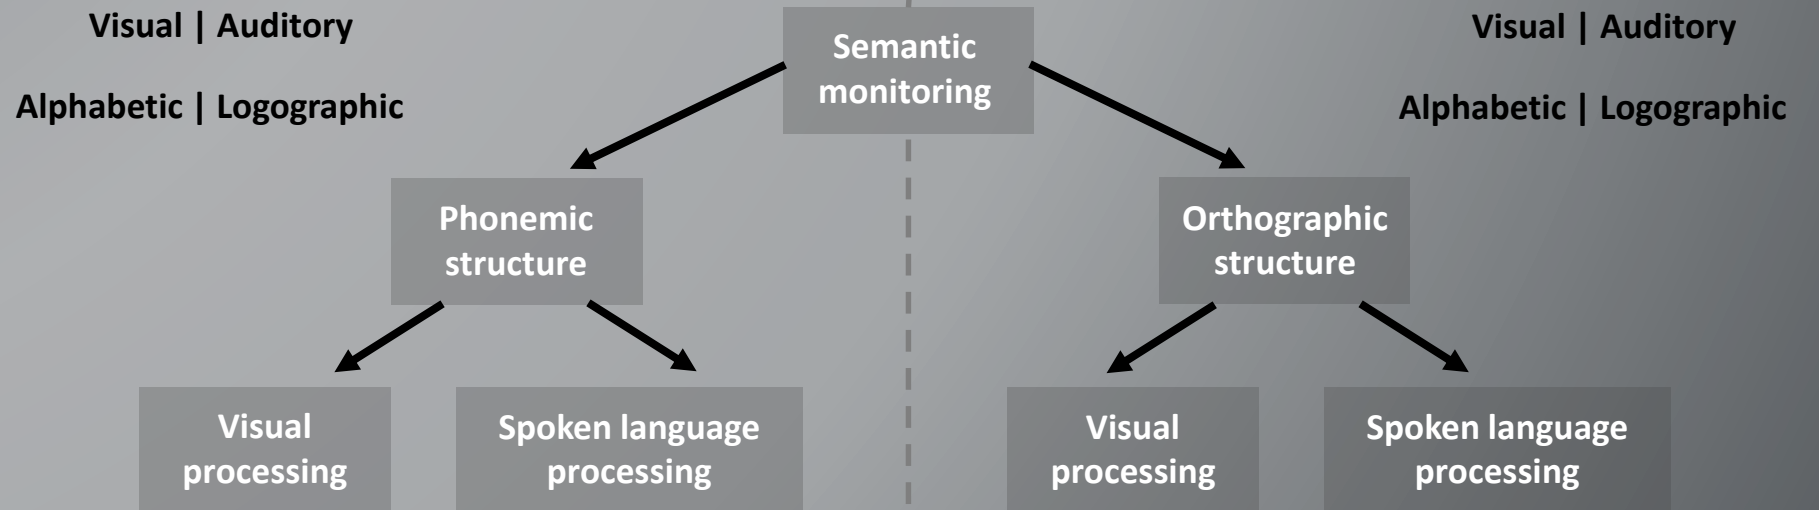 Visual | Auditory
Alphabetic | Logographic
Semantic
monitoring
Visual | Auditory
Alphabetic | Logographic
Phonemic
structure
Orthographic
structure
Visual
processing
Spoken language
processing
Visual
processing
Spoken language
processing